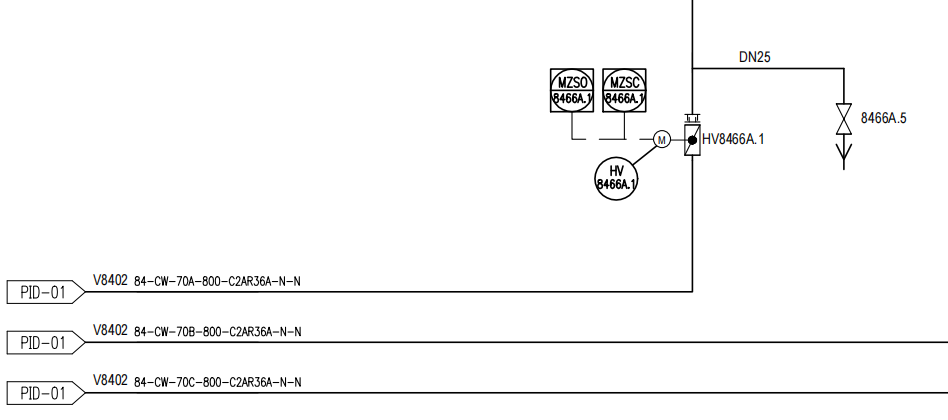 DN25
MZSO
8466A.1
MZSC
8466A.1
8466A.5
M
HV8466A.1
HV
8466A.1
PID-01
V8402 84-CW-70A-800-C2AR36A-N-N
PID-01
V8402 84-CW-70B-800-C2AR36A-N-N
PID-01
V8402 84-CW-70C-800-C2AR36A-N-N